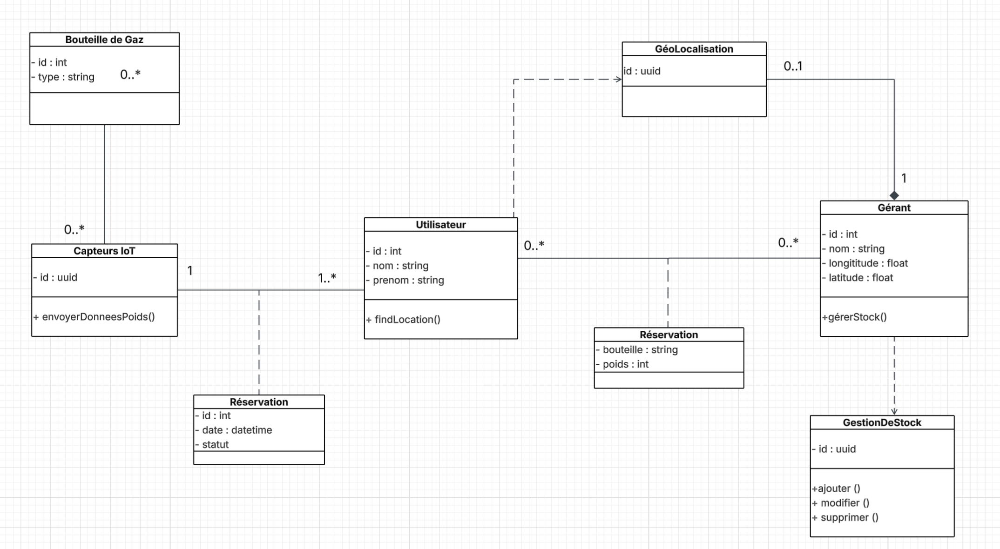 Bouteille de Gaz
- id : int
- type : string
0..*
0..*
Capteurs IoT
- id : uuid
+ envoyerDonneesPoids()
1
1..*
Réservation
- id : int
- date : datetime
- statut
Utilisateur
- id : int
- nom : string
- prenom : string
+ findLocation()
0..*
0..*
Réservation
- bouteille : string
- poids : int
GéoLocalisation
id : uuid
0..1
1
Gérant
- id : int
- nom : string
- longititude : float
- latitude : float
+gérerStock()
GestionDeStock
- id : uuid
+ajouter ()
+ modifier ()
+ supprimer ()